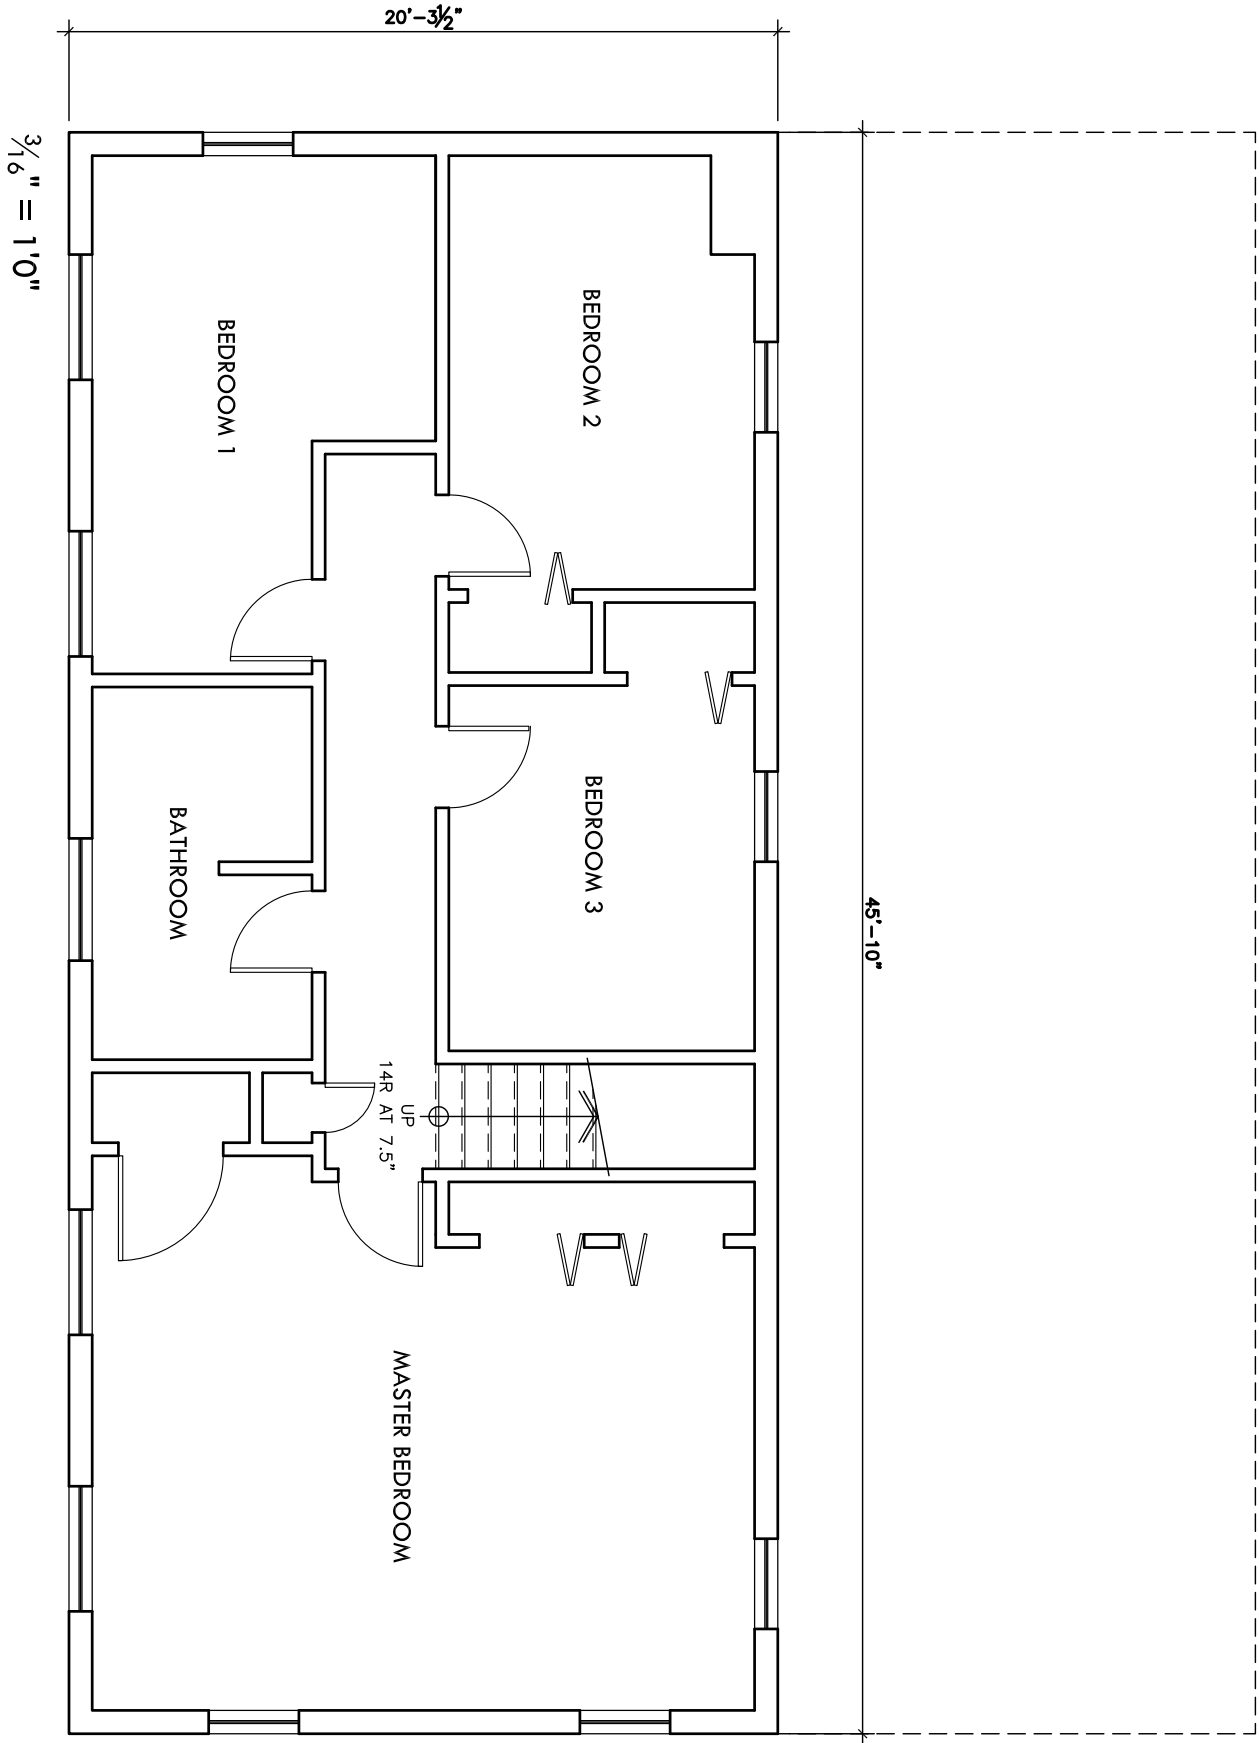 20'-3½"
3/16" = 1'0"
BEDROOM 1
BEDROOM 2
BEDROOM 3
BATHROOM
45'-10"
UP
14R AT 7.5"
MASTER BEDROOM